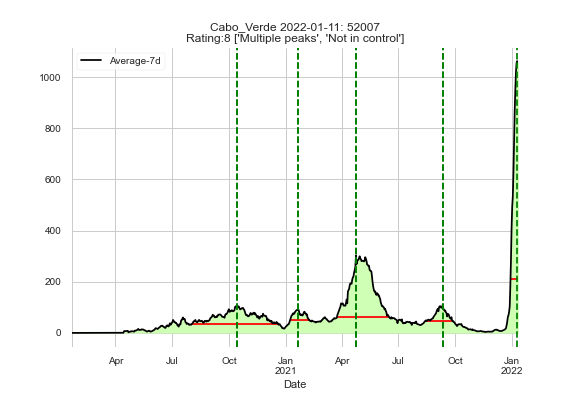 Cabo_Verde 2022-01-11: 52007
Rating:8 ['Multiple peaks', 'Not in control']
Average-7d
1000
800
600
400
200
0
Apr Jul Oct Jan Apr Jul Oct Jan
2021 2022
Date